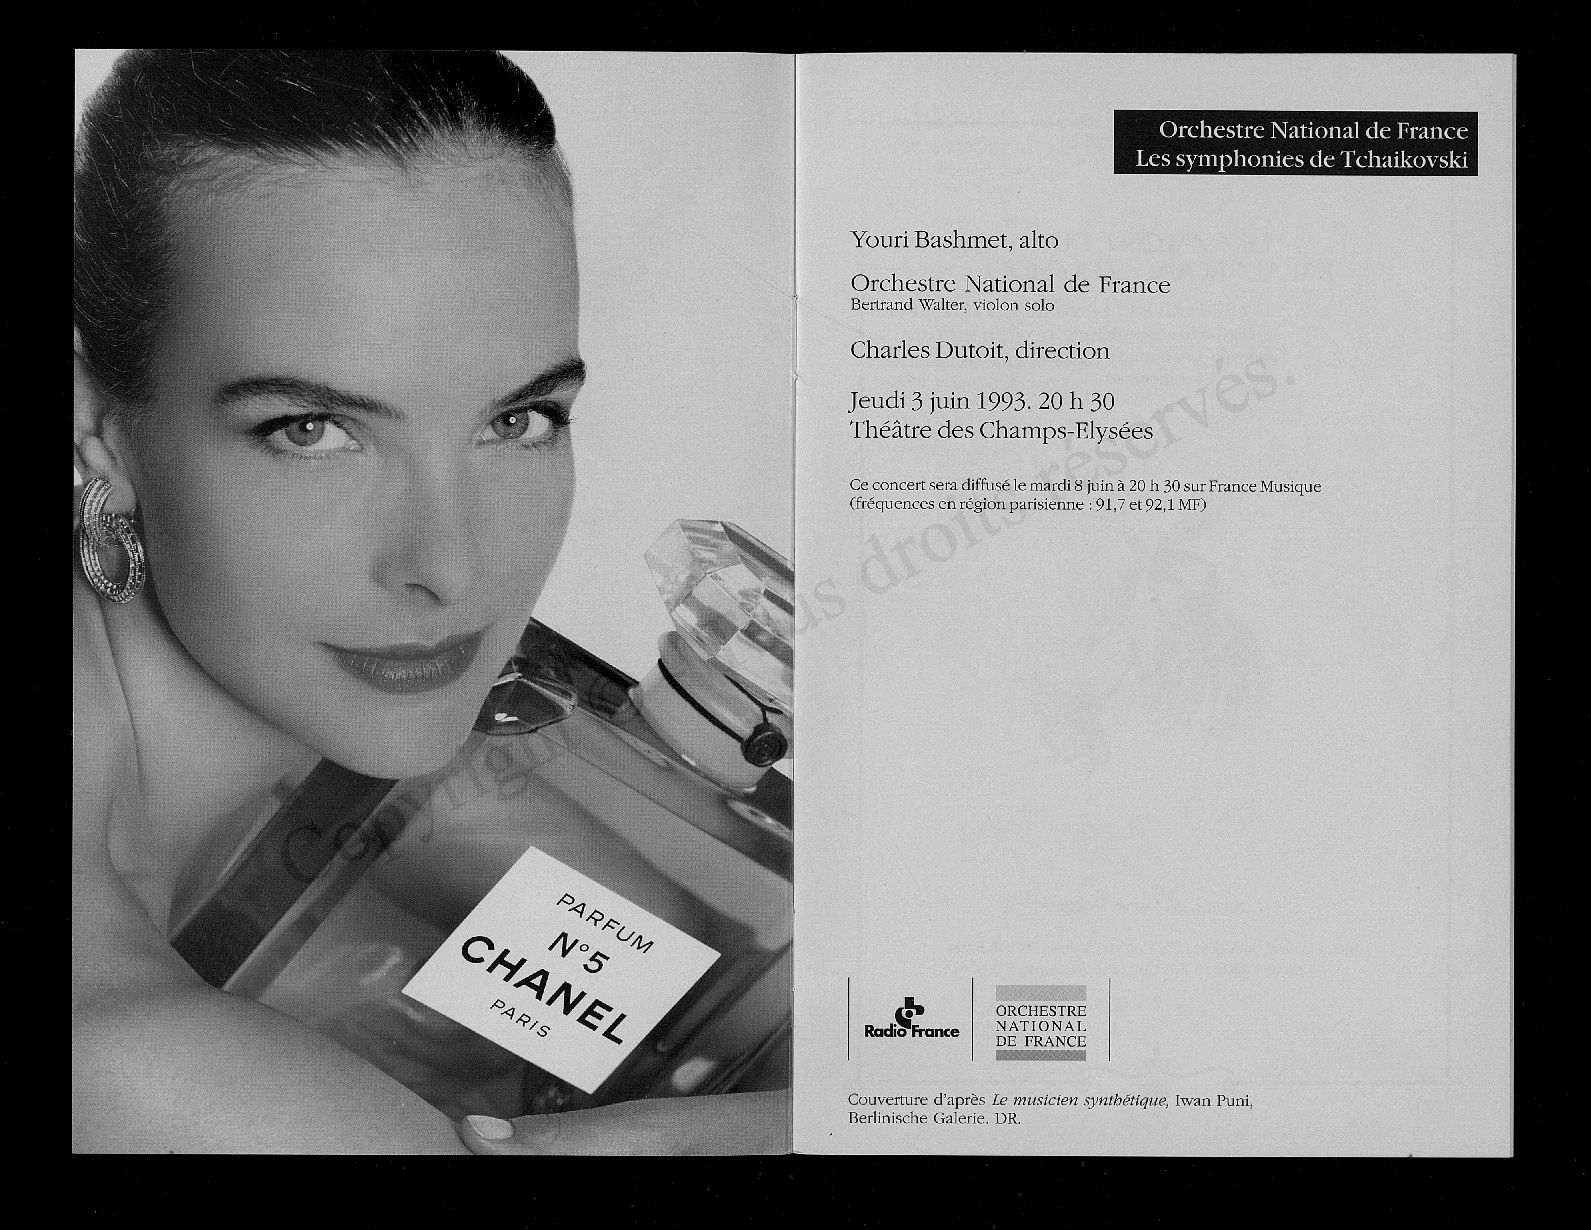 PARFUM
N°5
CHANEL
PARIS
Orchestre National de France
Les symphonies de Tchaikovski
Youri Bashmet, alto
Orchestre National de France
Bertrand Walter, violon solo
Charles Dutoit, direction
Jeudi 3 juin 1993. 20 h 30
Théâtre des Champs-Elysées
Ce concert sera diffusé le mardi 8 juin à 20 h 30 sur France Musique
(fréquences en région parisienne : 91,7 et 92,1 MF)
Radio France
ORCHESTRE
NATIONAL
DE FRANCE
Couverture d'après Le musicien synthétique, Iwan Puni,
Berlinische Galerie. DR.
Copyright droits réservés.